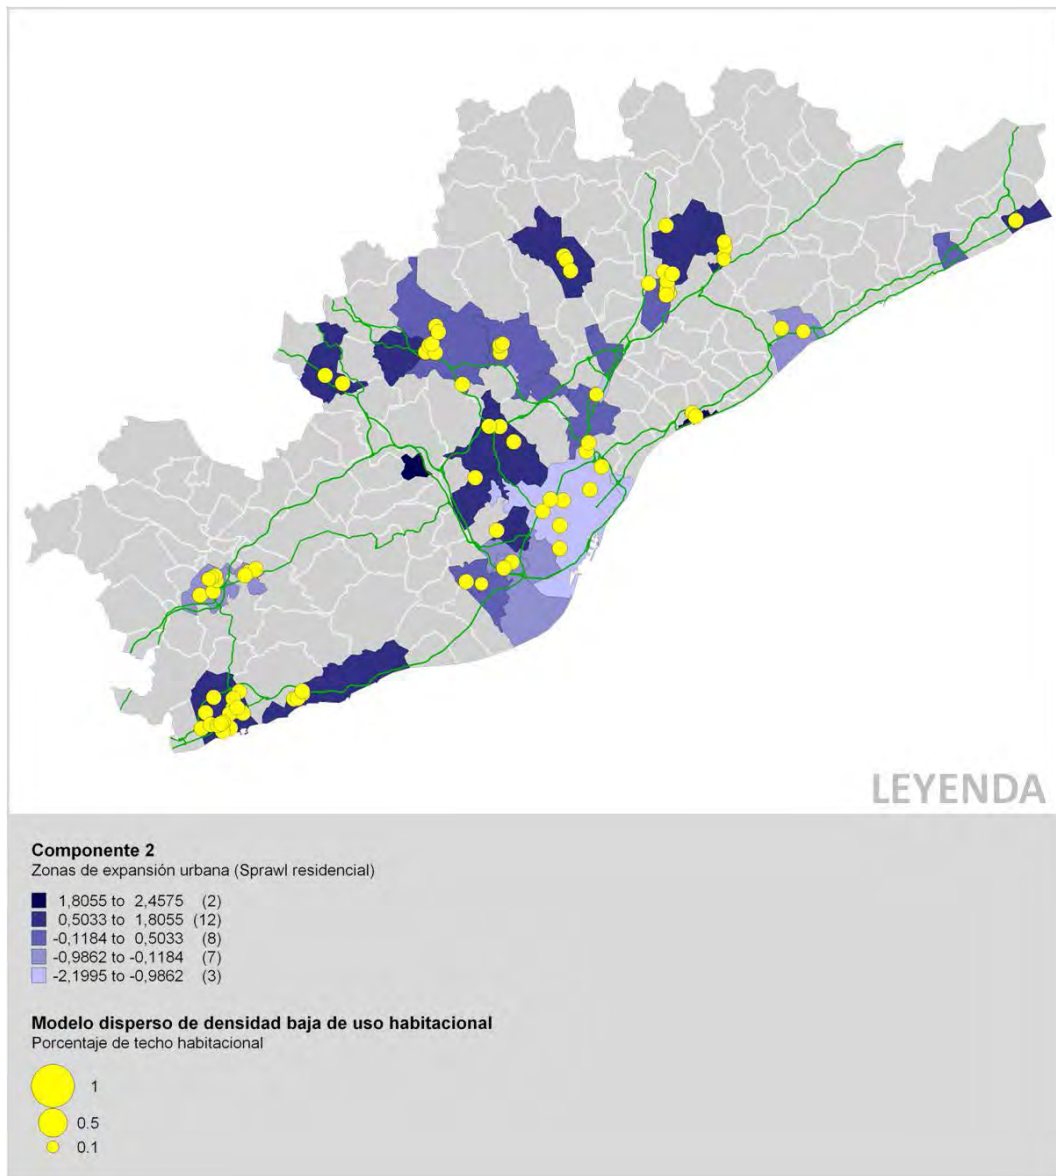 LEYENDA
Componente 2
Zonas de expansión urbana (Sprawl residencial)
1,8055 to 2,4575 (2)
0,5033 to 1,8055 (12)
-0,1184 to 0,5033 (8)
-0,9862 to -0,1184 (7)
-2,1995 to -0,9862 (3)
Modelo disperso de densidad baja de uso habitacional
Porcentaje de techo habitacional
1
0.5
0.1